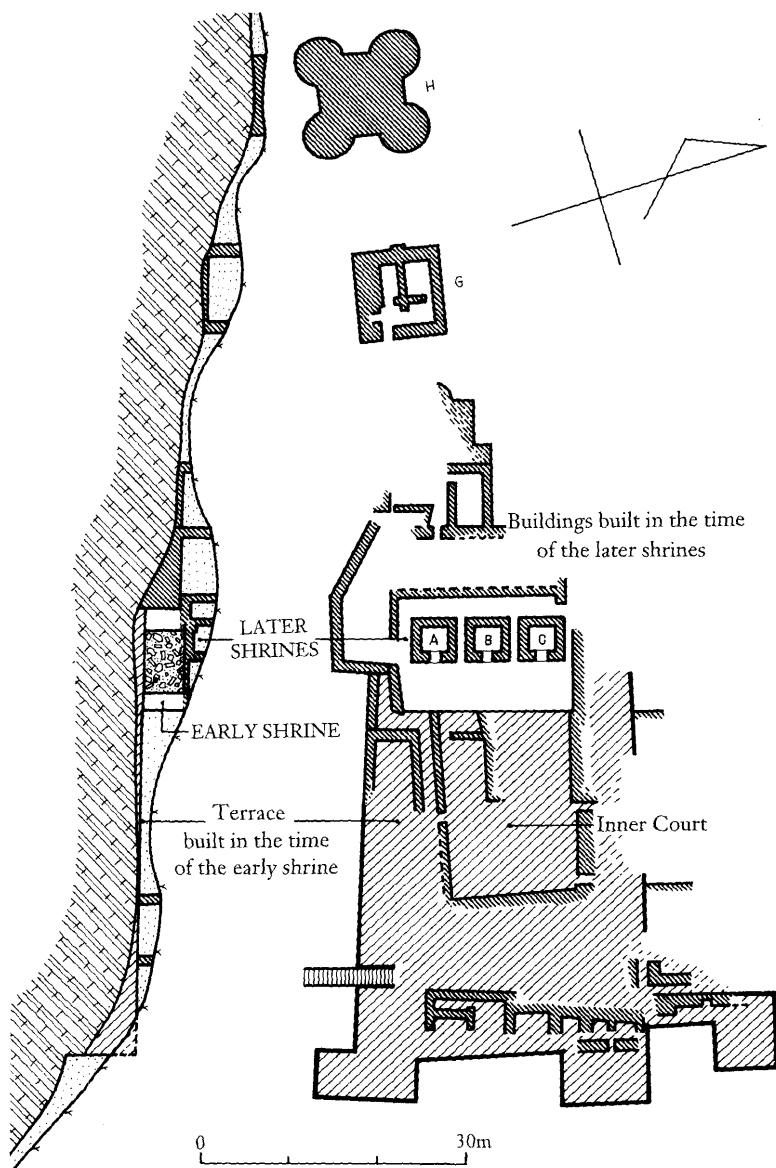 H
G
Buildings built in the time
of the later shrines
LATER
SHRINES
A B C
EARLY SHRINE
Terrace
built in the time
of the early shrine
Inner Court
0 30m